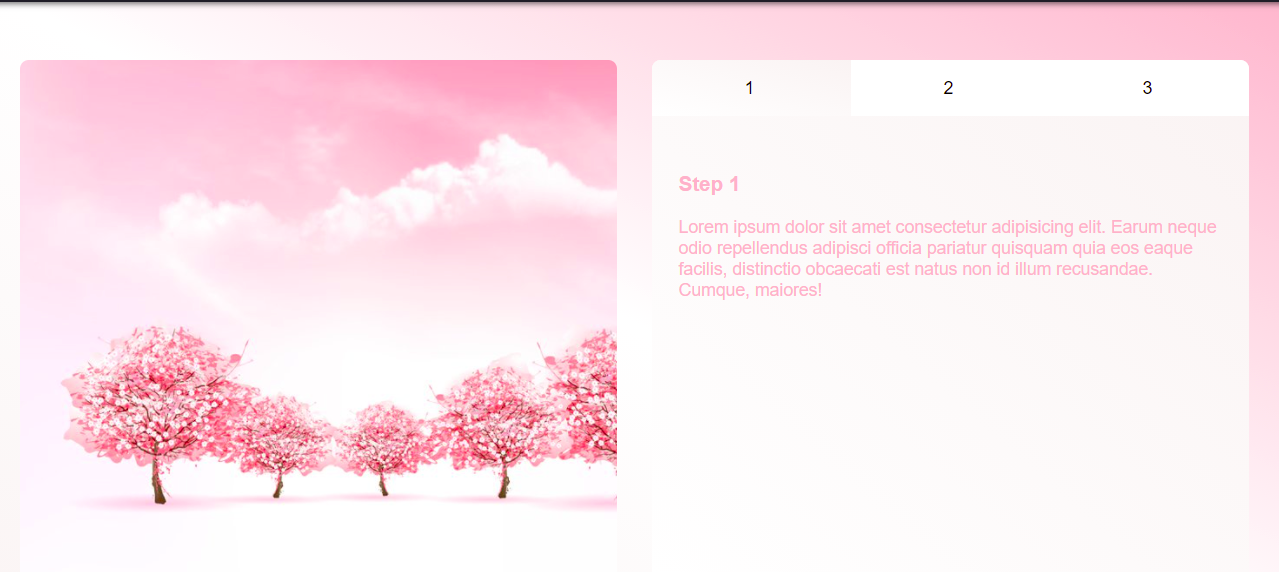 1
2
3
Step 1
Lorem ipsum dolor sit amet consectetur adipisicing elit. Earum neque
odio repellendus adipisci officia pariatur quisquam quia eos eaque
facilis, distinctio obcaecati est natus non id illum recusandae.
Cumque, maiores!